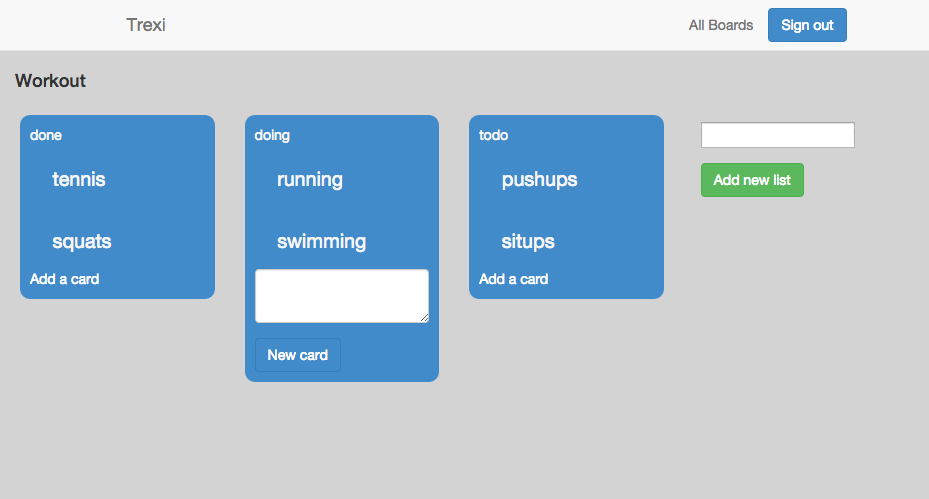 Trexi
All Boards
Sign out
Workout
done
tennis
squats
Add a card
doing
running
swimming
New card
todo
pushups
situps
Add a card
Add new list